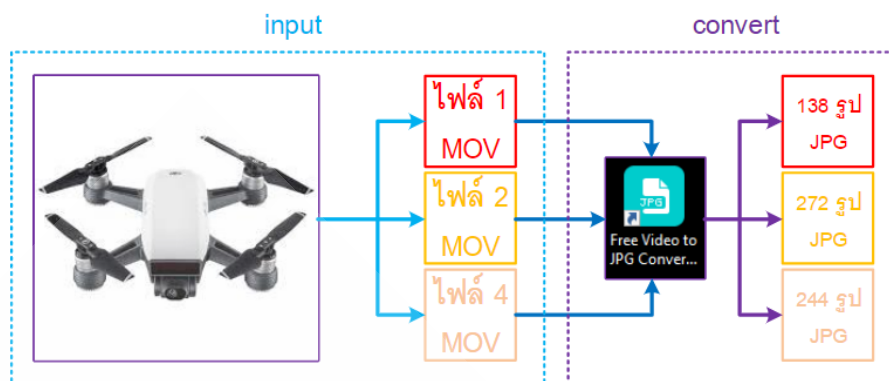 input
convert
ไฟล์ 1
MOV
ไฟล์ 2
MOV
ไฟล์ 4
MOV
JPG
Free Video to
JPG Conver...
138 รูป
JPG
272 รูป
JPG
244 รูป
JPG